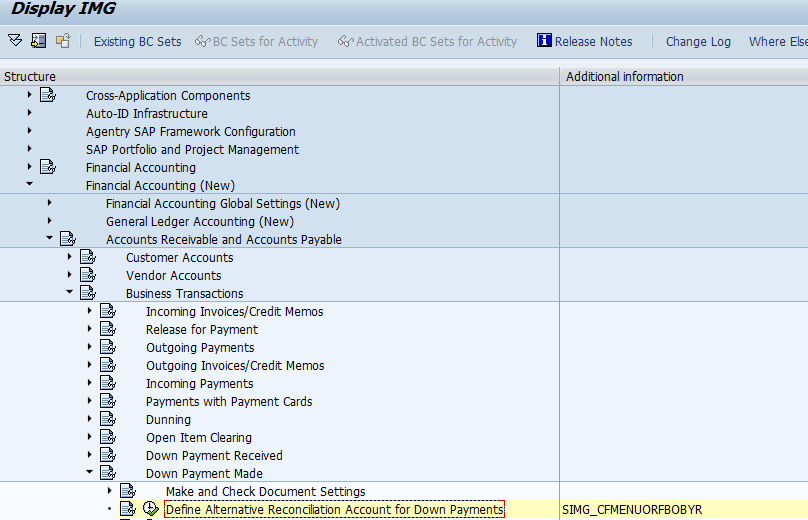 Display IMG
Existing BC Sets BC Sets for Activity Activated BC Sets for Activity Release Notes Change Log Where Else
Structure Additional information
Cross-Application Components
Auto-ID Infrastructure
Agentry SAP Framework Configuration
SAP Portfolio and Project Management
Financial Accounting
Financial Accounting (New)
Financial Accounting Global Settings (New)
General Ledger Accounting (New)
Accounts Receivable and Accounts Payable
Customer Accounts
Vendor Accounts
Business Transactions
Incoming Invoices/Credit Memos
Release for Payment
Outgoing Payments
Outgoing Invoices/Credit Memos
Incoming Payments
Payments with Payment Cards
Dunning
Open Item Clearing
Down Payment Received
Down Payment Made
Make and Check Document Settings
Define Alternative Reconciliation Account for Down Payments SIMG_CFMENUORFBOBYR